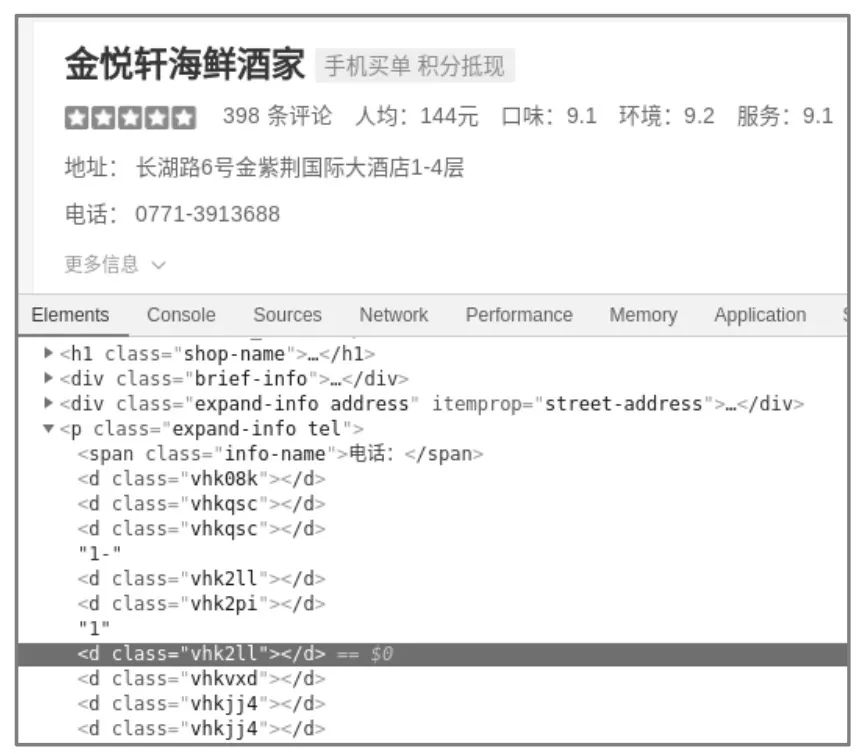 金悦轩海鲜酒家 手机买单 积分抵现
398 条评论 人均：144元 口味：9.1 环境：9.2 服务：9.1
地址： 长湖路6号金紫荆国际大酒店1-4层
电话： 0771-3913688
更多信息
Elements Console Sources Network Performance Memory Application
<h1 class="shop-name">…</h1>
<div class="brief-info">…</div>
<div class="expand-info address" itemprop="street-address">…</div>
<p class="expand-info tel">
<span class="info-name">电话：</span>
<d class="vhk08k"></d>
<d class="vhkqsc"></d>
<d class="vhkqsc"></d>
"1-"
<d class="vhk2ll"></d>
<d class="vhk2pi"></d>
"1"
<d class="vhk2ll"></d> == $0
<d class="vhkvxd"></d>
<d class="vhkjj4"></d>
<d class="vhkjj4"></d>